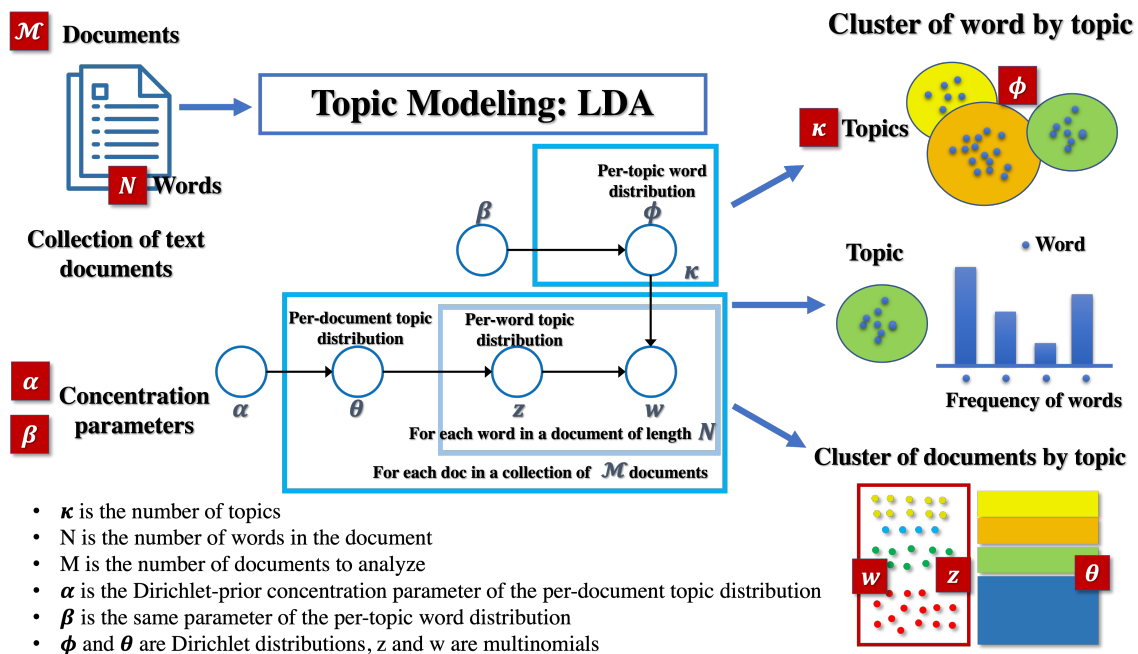 ℳ Documents
N Words
Collection of text
documents
Topic Modeling: LDA
Per-topic word
distribution
β
ϕ
κ
Per-document topic
distribution
Per-word topic
distribution
α
θ
z
w
For each word in a document of length N
For each doc in a collection of ℳ documents
α
β
Concentration
parameters
Cluster of word by topic
ϕ
κ Topics
Topic
Word
Frequency of words
Cluster of documents by topic
w
z
θ
• κ is the number of topics
• N is the number of words in the document
• M is the number of documents to analyze
• α is the Dirichlet-prior concentration parameter of the per-document topic distribution
• β is the same parameter of the per-topic word distribution
• ϕ and θ are Dirichlet distributions, z and w are multinomials